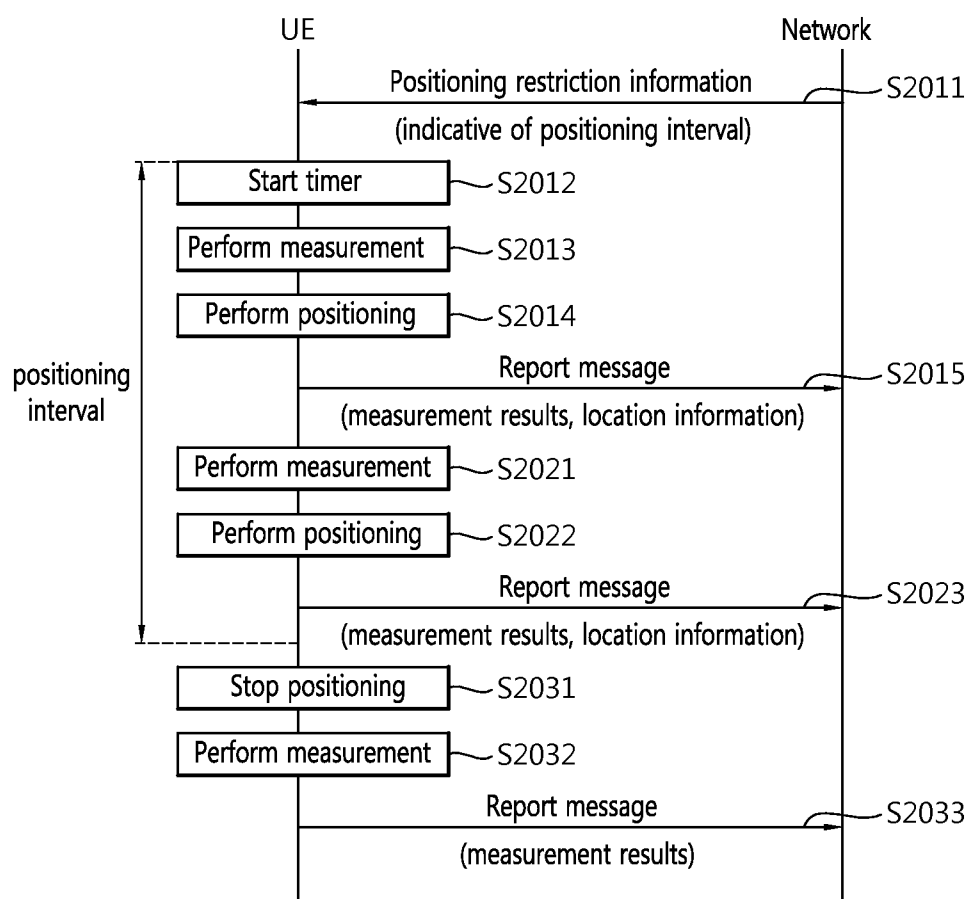 UE
Network
Positioning restriction information
S2011
(indicative of positioning interval)
Start timer
S2012
Perform measurement
S2013
Perform positioning
S2014
positioning
interval
Report message
S2015
(measurement results, location information)
Perform measurement
S2021
Perform positioning
S2022
Report message
S2023
(measurement results, location information)
Stop positioning
S2031
Perform measurement
S2032
Report message
S2033
(measurement results)